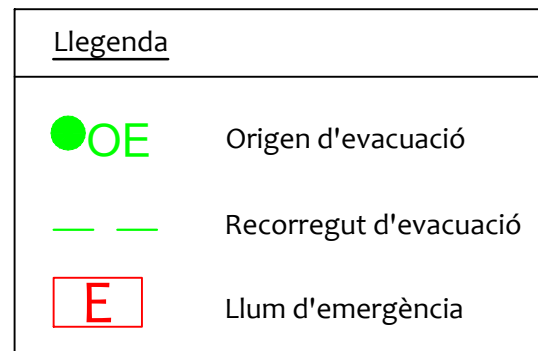 Llegenda
OE Origen d'evacuació
Recorregut d'evacuació
E Llum d'emergència